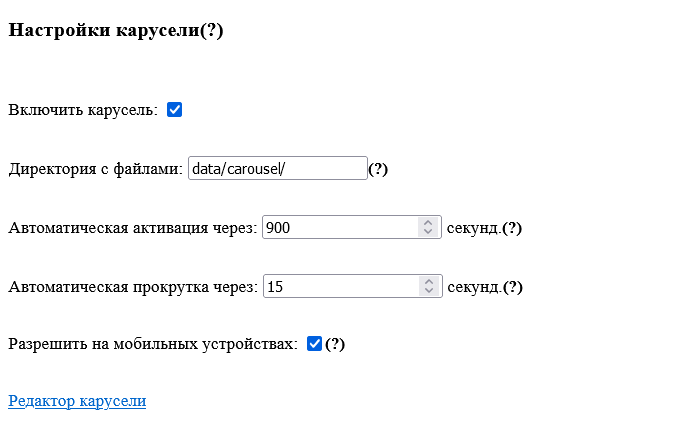 Настройки карусели(?)
Включить карусель:
Директория с файлами: data/carousel/(?)
Автоматическая активация через: 900 секунд.(?)
Автоматическая прокрутка через: 15 секунд.(?)
Разрешить на мобильных устройствах: (?)
Редактор карусели